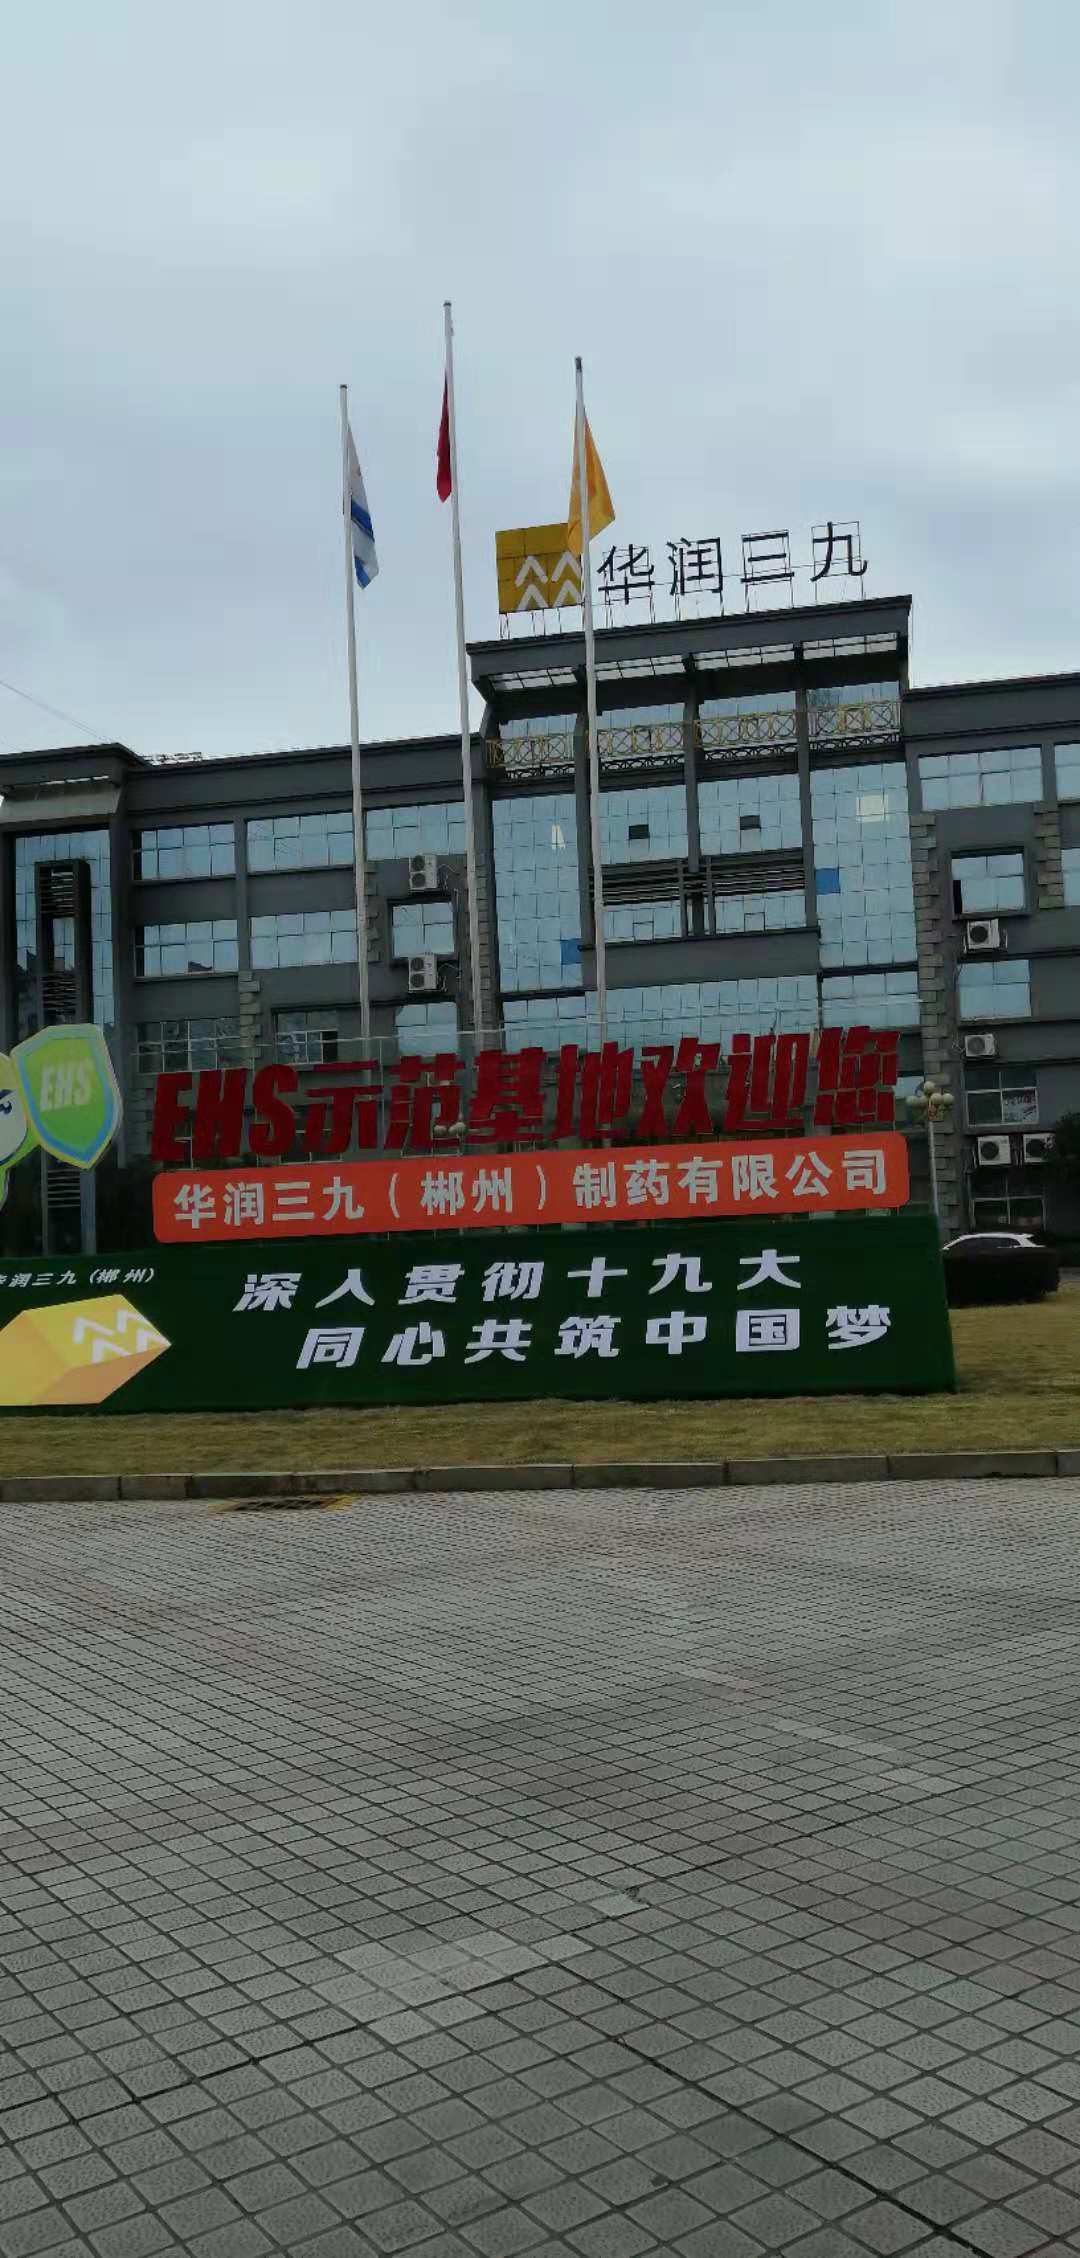 华润三九
EHS
EHS示范基地欢迎您
华润三九（郴州）制药有限公司
润三九（郴州）
深入贯彻十九大
同心共筑中国梦